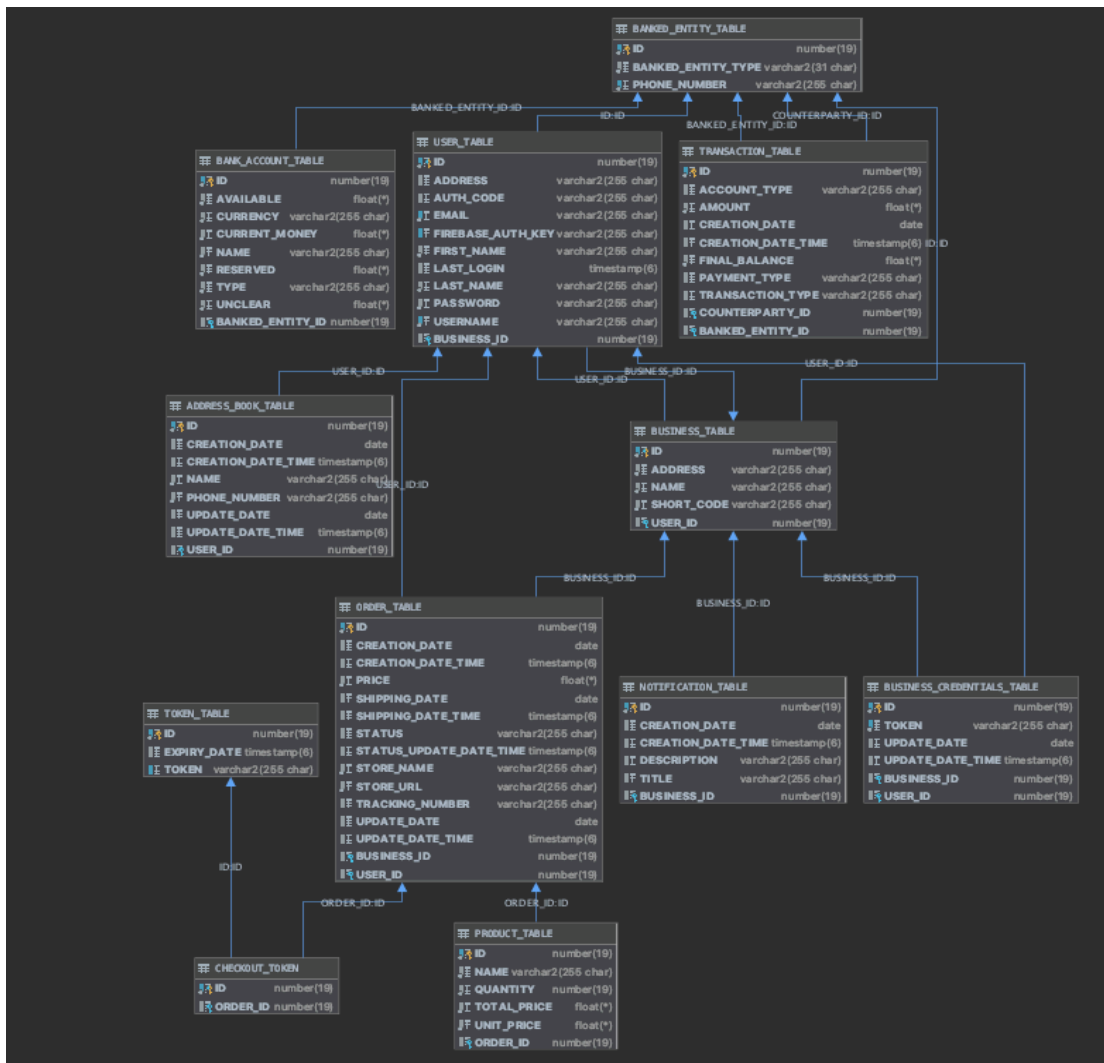 BANKED_ENTITY_TABLE
ID number(19)
BANKED_ENTITY_TYPE varchar2(31 char)
PHONE_NUMBER varchar2(255 char)
BANKED_ENTITY_ID:ID
ID:ID
BANKED_ENTITY_ID:ID
COUNTERPARTY_ID:ID
BANK_ACCOUNT_TABLE
ID number(19)
AVAILABLE float(*)
CURRENCY varchar2(255 char)
CURRENT_MONEY float(*)
NAME varchar2(255 char)
RESERVED float(*)
TYPE varchar2(255 char)
UNCLEAR float(*)
BANKED_ENTITY_ID number(19)
USER_TABLE
ID number(19)
ADDRESS varchar2(255 char)
AUTH_CODE varchar2(255 char)
EMAIL varchar2(255 char)
FIREBASE_AUTH_KEY varchar2(255 char)
FIRST_NAME varchar2(255 char)
LAST_LOGIN timestamp(6)
LAST_NAME varchar2(255 char)
PASSWORD varchar2(255 char)
USERNAME varchar2(255 char)
BUSINESS_ID number(19)
TRANSACTION_TABLE
ID number(19)
ACCOUNT_TYPE varchar2(255 char)
AMOUNT float(*)
CREATION_DATE date
CREATION_DATE_TIME timestamp(6)
ID:ID
FINAL_BALANCE float(*)
PAYMENT_TYPE varchar2(255 char)
TRANSACTION_TYPE varchar2(255 char)
COUNTERPARTY_ID number(19)
BANKED_ENTITY_ID number(19)
USER_ID:ID
USER_ID:ID
BUSINESS_ID:ID
USER_ID:ID
ADDRESS_BOOK_TABLE
ID number(19)
CREATION_DATE date
CREATION_DATE_TIME timestamp(6)
NAME varchar2(255 char)
PHONE_NUMBER varchar2(255 char)
UPDATE_DATE date
UPDATE_DATE_TIME timestamp(6)
USER_ID number(19)
USER_ID:ID
BUSINESS_TABLE
ID number(19)
ADDRESS varchar2(255 char)
NAME varchar2(255 char)
SHORT_CODE varchar2(255 char)
USER_ID number(19)
BUSINESS_ID:ID
BUSINESS_ID:ID
BUSINESS_ID:ID
ORDER_TABLE
ID number(19)
CREATION_DATE date
CREATION_DATE_TIME timestamp(6)
PRICE float(*)
SHIPPING_DATE date
SHIPPING_DATE_TIME timestamp(6)
STATUS varchar2(255 char)
STATUS_UPDATE_DATE_TIME timestamp(6)
STORE_NAME varchar2(255 char)
STORE_URL varchar2(255 char)
TRACKING_NUMBER varchar2(255 char)
UPDATE_DATE date
UPDATE_DATE_TIME timestamp(6)
BUSINESS_ID number(19)
USER_ID number(19)
NOTIFICATION_TABLE
ID number(19)
CREATION_DATE date
CREATION_DATE_TIME timestamp(6)
DESCRIPTION varchar2(255 char)
TITLE varchar2(255 char)
BUSINESS_ID number(19)
BUSINESS_CREDENTIALS_TABLE
ID number(19)
TOKEN varchar2(255 char)
UPDATE_DATE date
UPDATE_DATE_TIME timestamp(6)
BUSINESS_ID number(19)
USER_ID number(19)
TOKEN_TABLE
ID number(19)
EXPIRY_DATE timestamp(6)
TOKEN varchar2(255 char)
ID:ID
ORDER_ID:ID
ORDER_ID:ID
CHECKOUT_TOKEN
ID number(19)
ORDER_ID number(19)
PRODUCT_TABLE
ID number(19)
NAME varchar2(255 char)
QUANTITY number(19)
TOTAL_PRICE float(*)
UNIT_PRICE float(*)
ORDER_ID number(19)